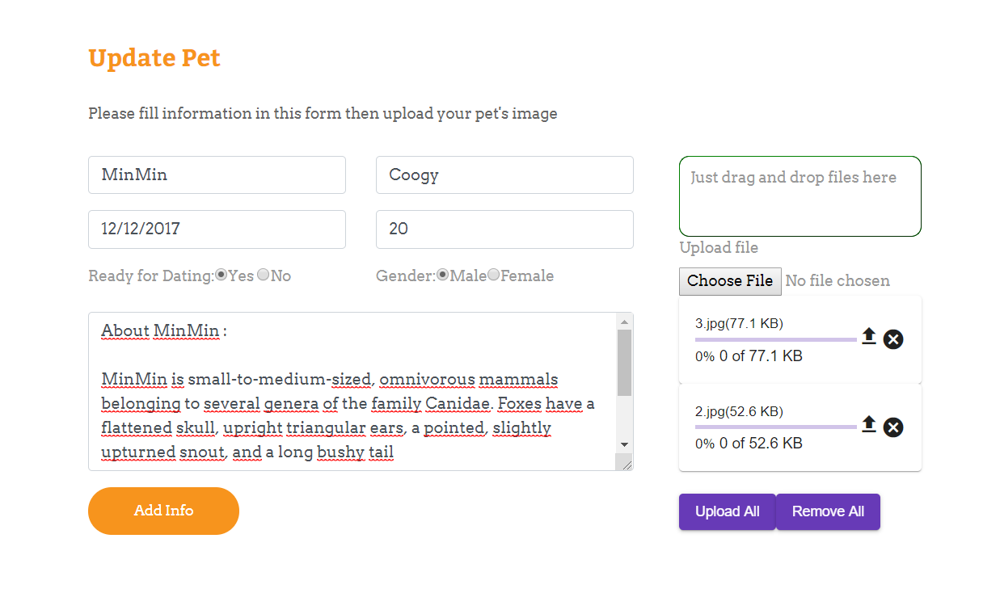 Update Pet
Please fill information in this form then upload your pet's image
MinMin
Coogy
12/12/2017
20
Ready for Dating: Yes No
Gender: Male Female
About MinMin :
MinMin is small-to-medium-sized, omnivorous mammals
belonging to several genera of the family Canidae. Foxes have a
flattened skull, upright triangular ears, a pointed, slightly
upturned snout, and a long bushy tail
Add Info
Just drag and drop files here
Upload file
Choose File No file chosen
3.jpg(77.1 KB)
0% 0 of 77.1 KB
2.jpg(52.6 KB)
0% 0 of 52.6 KB
Upload All Remove All